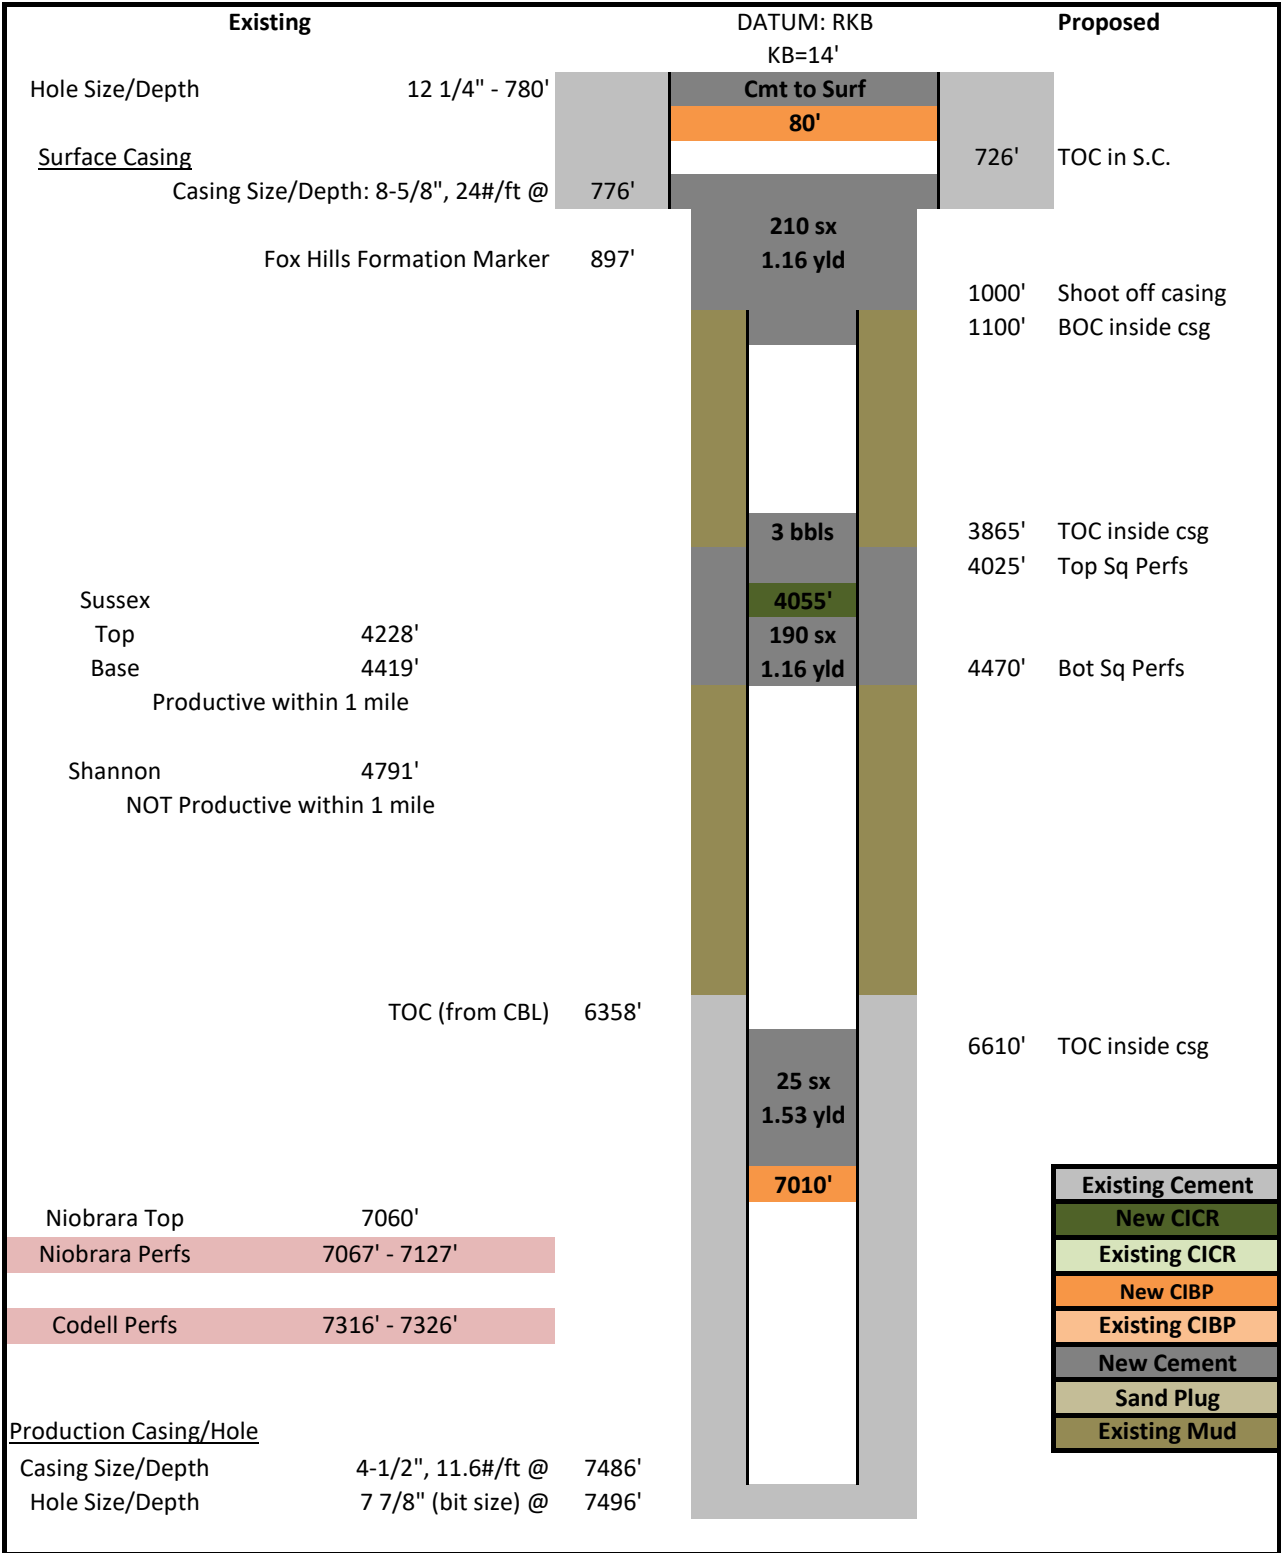 Existing DATUM: RKB Proposed
KB=14'
Hole Size/Depth 12 1/4" - 780' Cmt to Surf
80'
Surface Casing 726' TOC in S.C.
Casing Size/Depth: 8-5/8", 24#/ft @ 776'
210 sx
Fox Hills Formation Marker 897' 1.16 yld
1000' Shoot off casing
1100' BOC inside csg
3 bbls 3865' TOC inside csg
4025' Top Sq Perfs
Sussex 4055'
Top 4228' 190 sx
Base 4419' 1.16 yld 4470' Bot Sq Perfs
Productive within 1 mile
Shannon 4791'
NOT Productive within 1 mile
TOC (from CBL) 6358'
6610' TOC inside csg
25 sx
1.53 yld
7010' Existing Cement
Niobrara Top 7060' New CICR
Niobrara Perfs 7067' - 7127' Existing CICR
New CIBP
Codell Perfs 7316' - 7326' Existing CIBP
New Cement
Sand Plug
Production Casing/Hole Existing Mud
Casing Size/Depth 4-1/2", 11.6#/ft @ 7486'
Hole Size/Depth 7 7/8" (bit size) @ 7496'